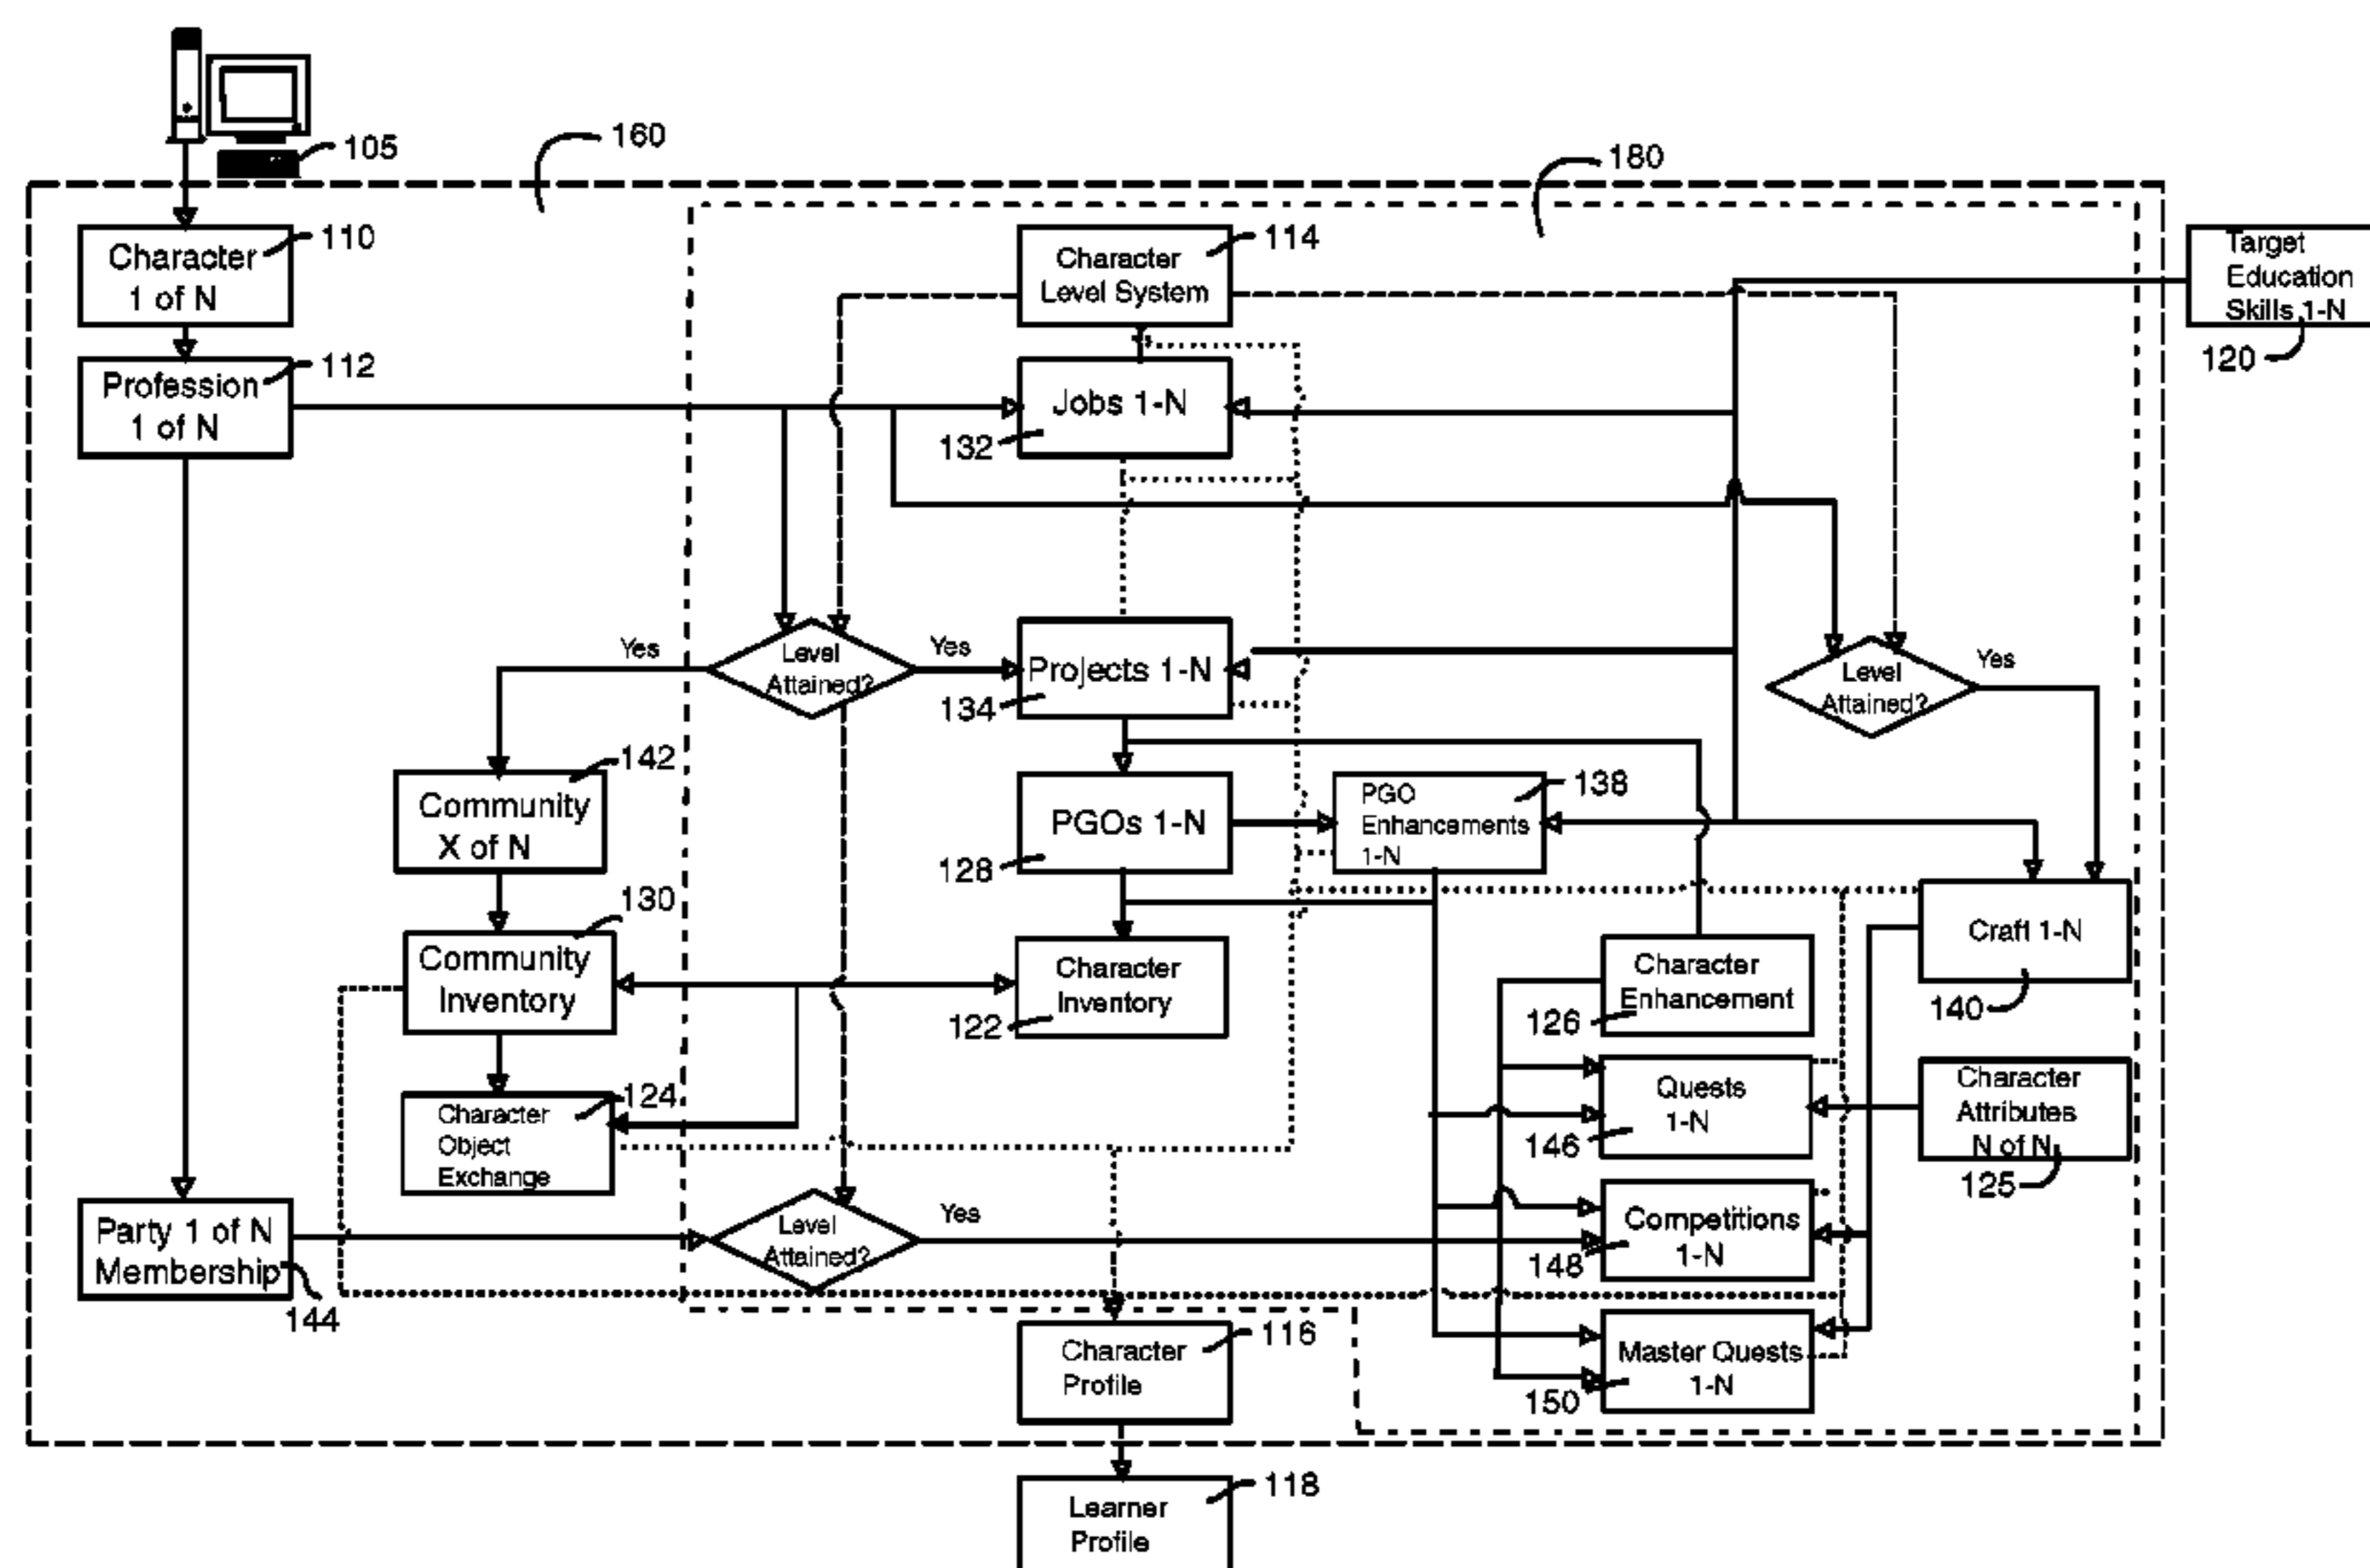 105
160
180
Character
1 of N
110
Character
Level System
114
Target
Education
Skills 1-N
120
Profession
1 of N
112
Jobs 1-N
132
Yes
Level
Attained?
Yes
Projects 1-N
134
Level
Attained?
Yes
Community
X of N
142
PGOs 1-N
128
PGO
Enhancements
1-N
138
Community
Inventory
130
Character
Inventory
122
Character
Enhancement
126
Craft 1-N
140
Character
Object
Exchange
124
Quests
1-N
146
Character
Attributes
N of N
125
Party 1 of N
Membership
144
Level
Attained?
Yes
Competitions
1-N
148
Character
Profile
116
Master Quests
1-N
150
Learner
Profile
118